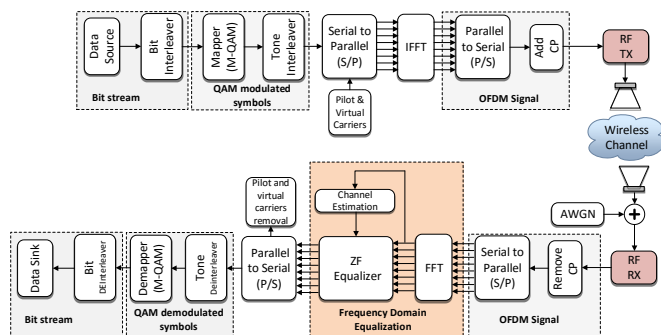 Data
Source
Bit
Interleaver
Bit stream
Mapper
(M-QAM)
Tone
Interleaver
QAM modulated
symbols
Serial to
Parallel
(S/P)
Pilot &
Virtual
Carriers
IFFT
Parallel
to Serial
(P/S)
Add
CP
OFDM Signal
RF
TX
Wireless
Channel
AWGN
+
RF
RX
Remove
CP
Serial to
Parallel
(S/P)
OFDM Signal
FFT
Channel
Estimation
ZF
Equalizer
Frequency Domain
Equalization
Pilot and
virtual
carriers
removal
Parallel
to Serial
(P/S)
Tone
Deinterleaver
Demapper
(M-QAM)
QAM demodulated
symbols
Bit
DEinterleaver
Data Sink
Bit stream